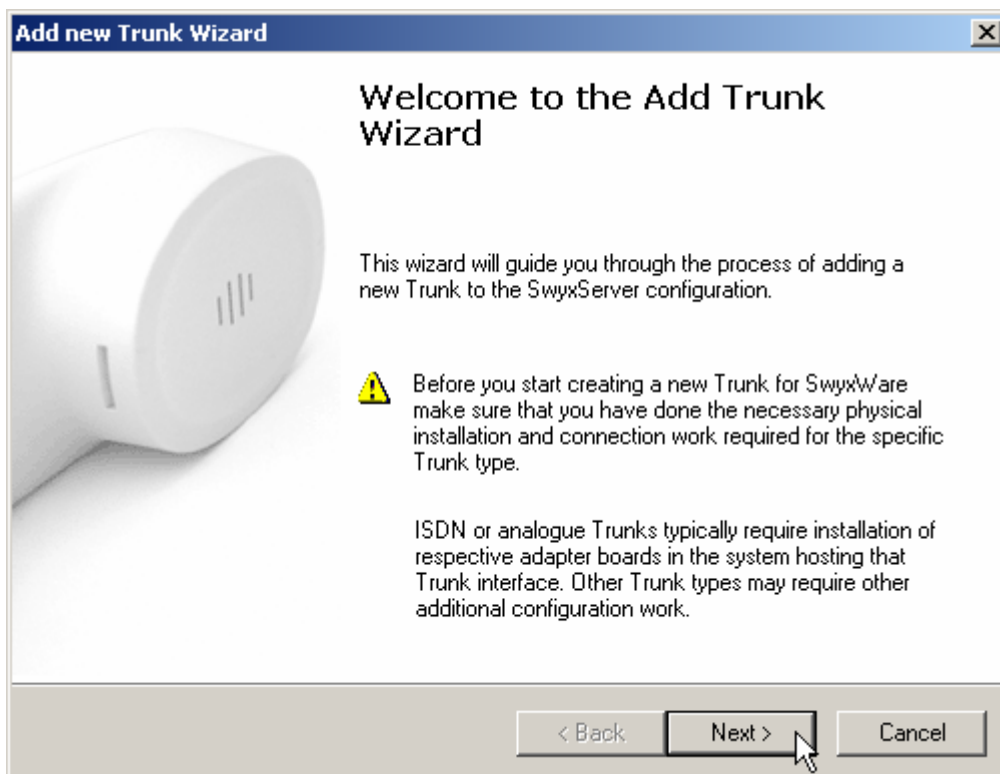 Add new Trunk Wizard
Welcome to the Add Trunk
Wizard
This wizard will guide you through the process of adding a
new Trunk to the SwyxServer configuration.
Before you start creating a new Trunk for SwyxWare
make sure that you have done the necessary physical
installation and connection work required for the specific
Trunk type.
ISDN or analogue Trunks typically require installation of
respective adapter boards in the system hosting that
Trunk interface. Other Trunk types may require other
additional configuration work.
< Back
Next >
Cancel